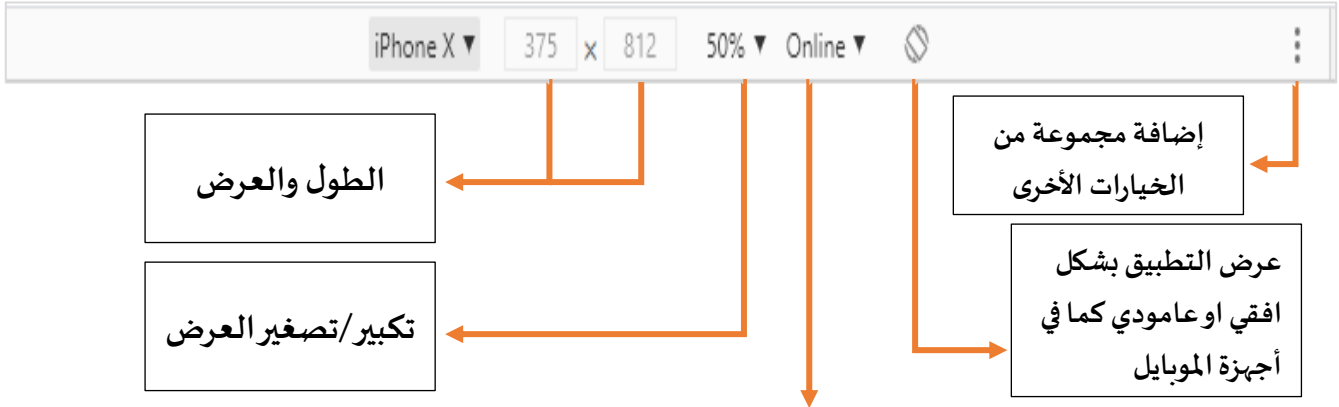 iPhone X ▼ 375 x 812 50% ▼ Online ▼
إضافة مجموعة من
الخيارات الأخرى
الطول والعرض
عرض التطبيق بشكل
افقي او عامودي كما في
أجهزة الموبايل
تكبير/تصغير العرض